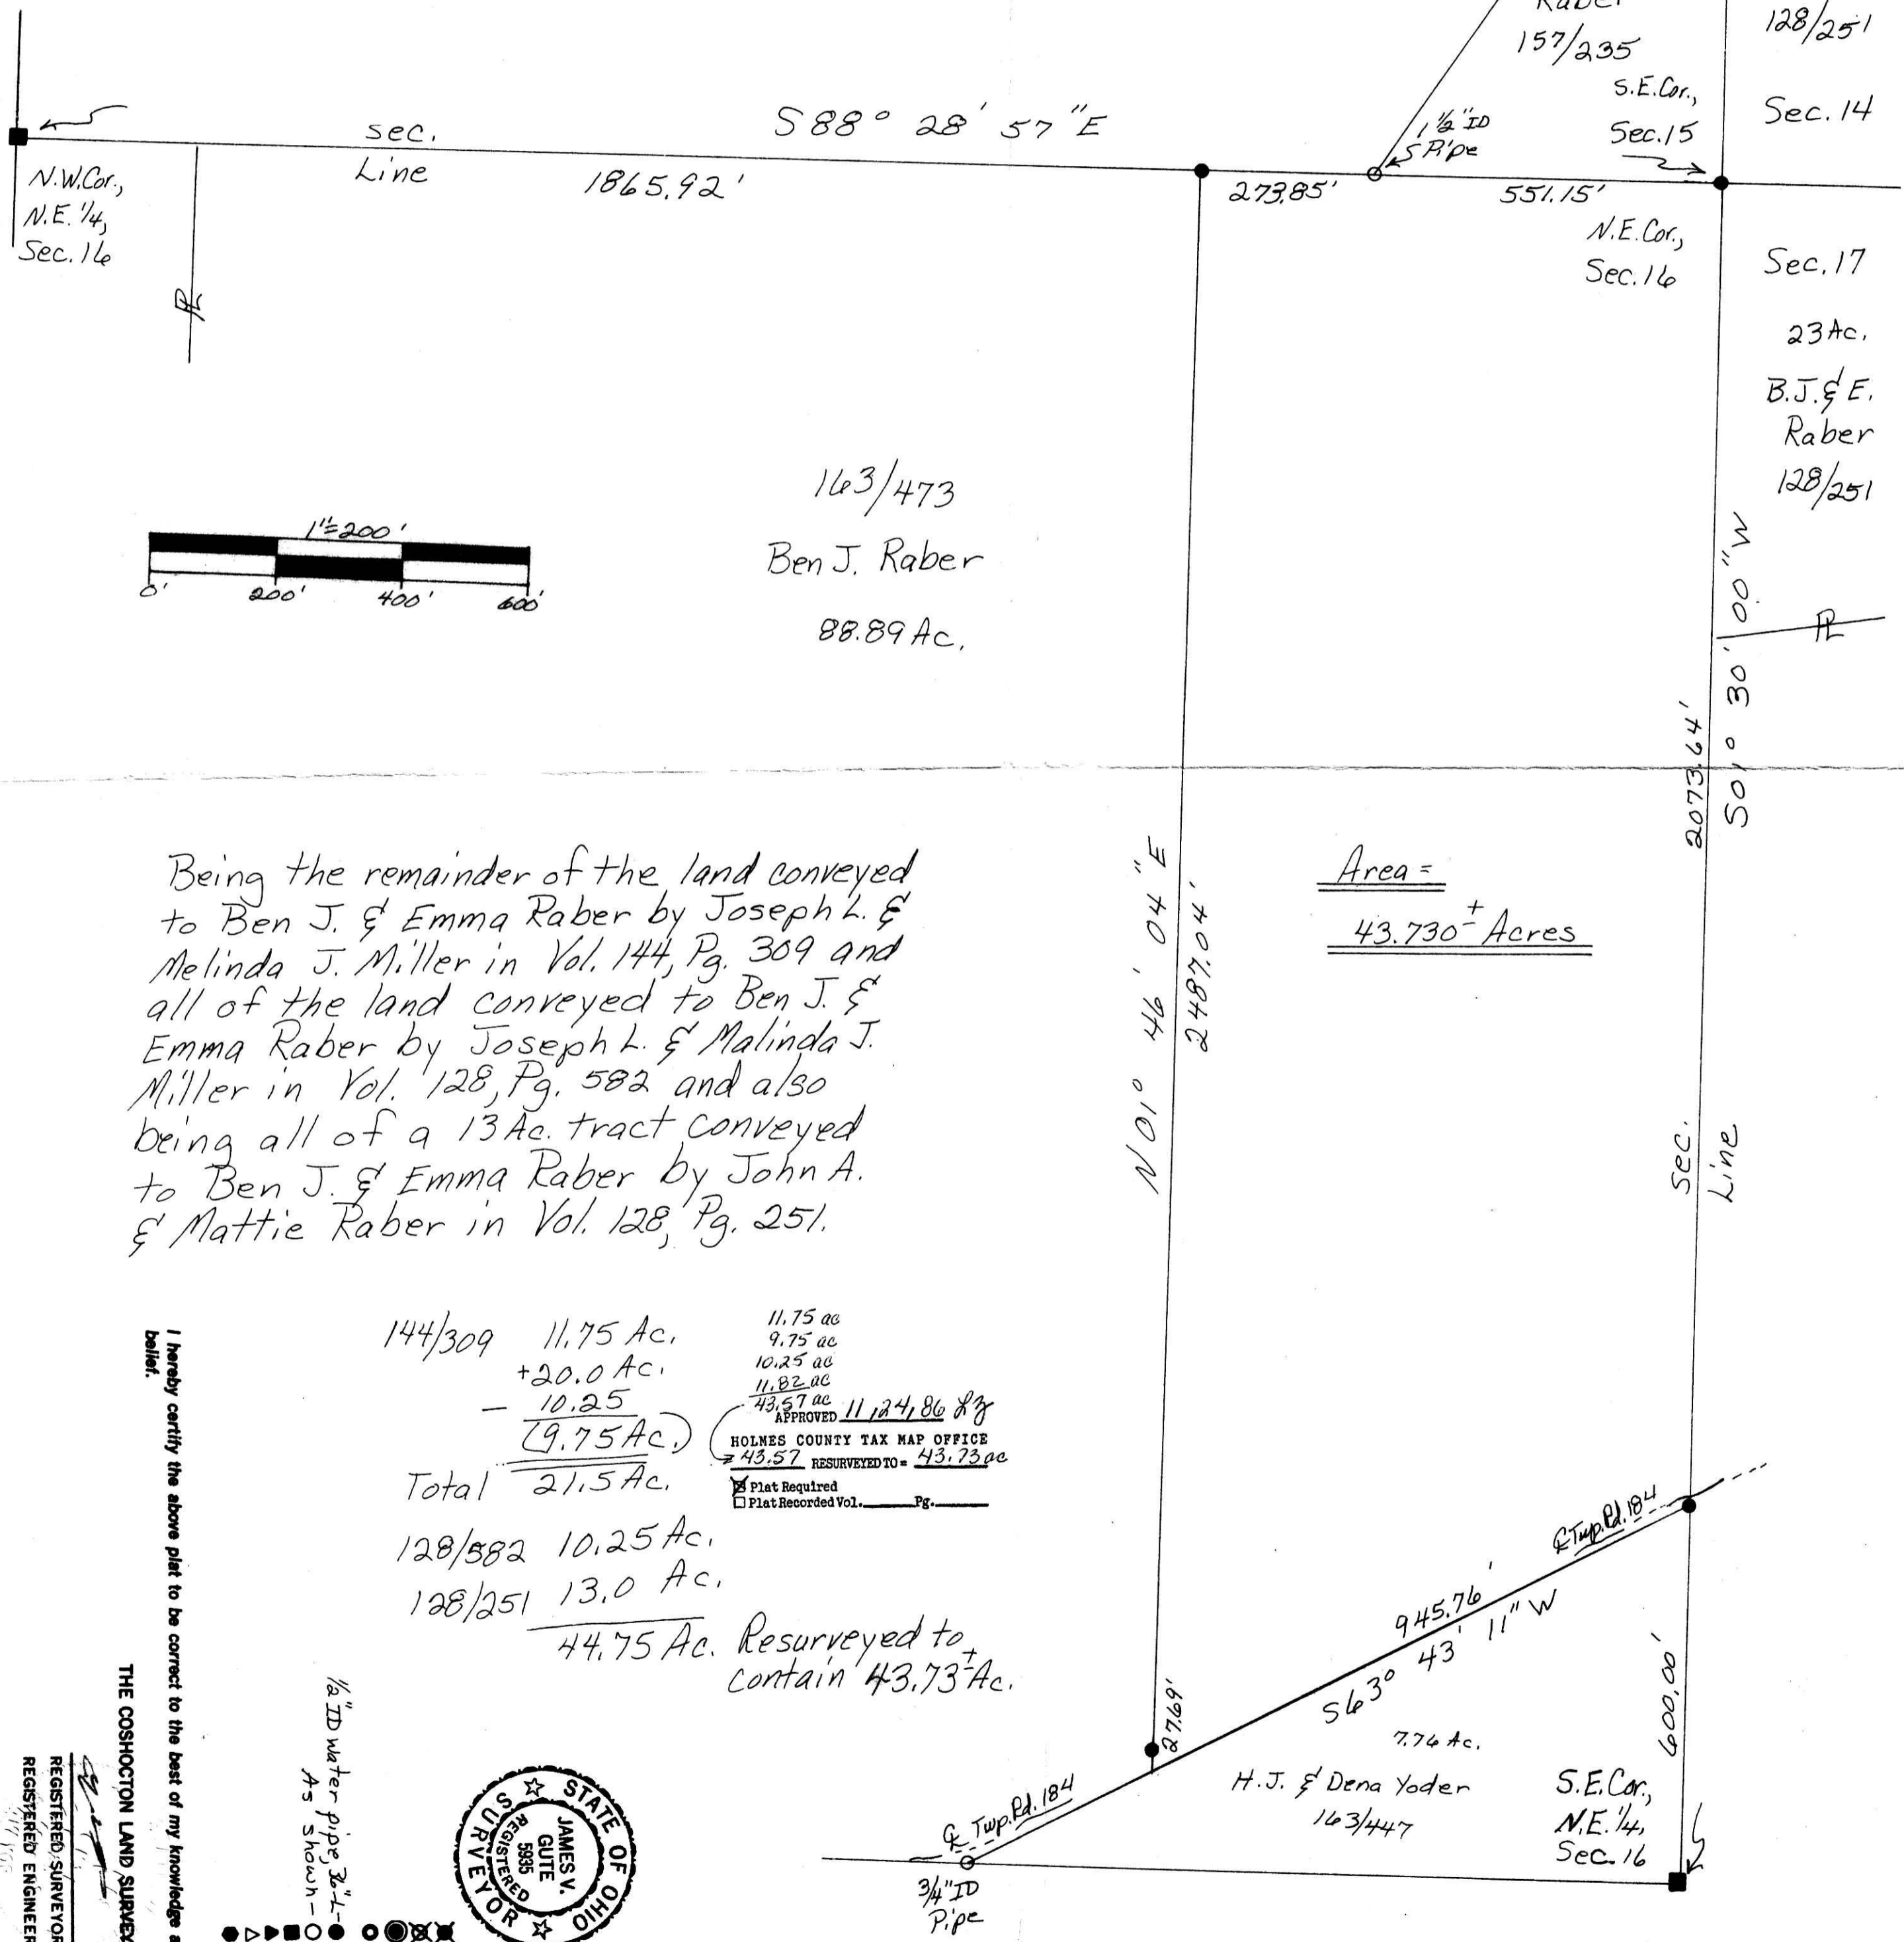 157/235
128/251
S.E.Cor.,
Sec.15
Sec. 14
1½" ID
Pipe
S 88° 28' 57" E
sec.
Line
1865.92'
273.85'
551.15'
N.W.Cor.,
N.E. 1/4,
Sec. 16
N.E. Cor.,
Sec. 16
Sec. 17
23 Ac.
B.J. & E.
Raber
128/251
PL
163/473
Ben J. Raber
88.89 Ac.
1"=200'
0' 200' 400' 600'
S01° 30' 00" W
PL
2073.64'
Sec.
Line
N 01° 46' 04" E
2487.04'
Area =
43.730± Acres
Being the remainder of the land conveyed
to Ben J. & Emma Raber by Joseph L. &
Melinda J. Miller in Vol. 144, Pg. 309 and
all of the land conveyed to Ben J. &
Emma Raber by Joseph L. & Malinda J.
Miller in Vol. 128, Pg. 582 and also
being all of a 13 Ac. tract conveyed
to Ben J. & Emma Raber by John A.
& Mattie Raber in Vol. 128, Pg. 251.
144/309 11.75 Ac.
+20.0 Ac.
- 10.25
(9.75 Ac.)
Total 21.5 Ac.
128/582 10.25 Ac.
128/251 13.0 Ac.
44.75 Ac. Resurveyed to
contain 43.73± Ac.
11.75 ac
9.75 ac
10.25 ac
11.82 ac
43.57 ac
APPROVED 11,24,86
HOLMES COUNTY TAX MAP OFFICE
43.57 RESURVEYED TO = 43.73 ac
Plat Required
Plat Recorded Vol. Pg.
℄ Twp. Rd. 184
945.76'
S63° 43' 11" W
27.99'
600.00'
7.76 Ac.
H.J. & Dena Yoder
163/447
S.E. Cor.,
N.E. 1/4,
Sec. 16
℄ Twp. Rd. 184
3/4" ID
Pipe
I hereby certify the above plat to be correct to the best of my knowledge a
belief.
THE COSHOCTON LAND SURVEY
REGISTERED SURVEYOR
REGISTERED ENGINEER
1/2" ID water pipe, 36" L -
As shown -
STATE OF OHIO
JAMES V.
GUTE
5935
REGISTERED
SURVEYOR